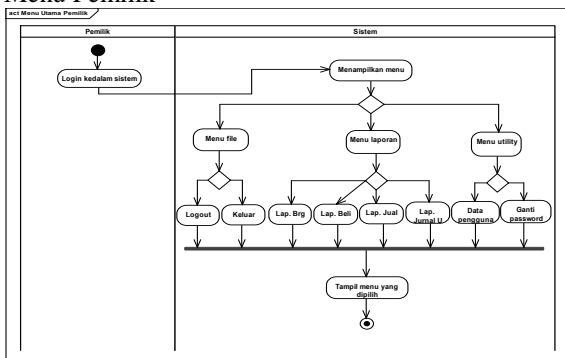 Menu Pemilik
act Menu Utama Pemilik
Pemilik
Sistem
Login kedalam sistem
Menampilkan menu
Menu file
Menu laporan
Menu utility
Logout
Keluar
Lap. Brg
Lap. Beli
Lap. Jual
Lap.
Jurnal U
Data
pengguna
Ganti
password
Tampil menu yang
dipilih